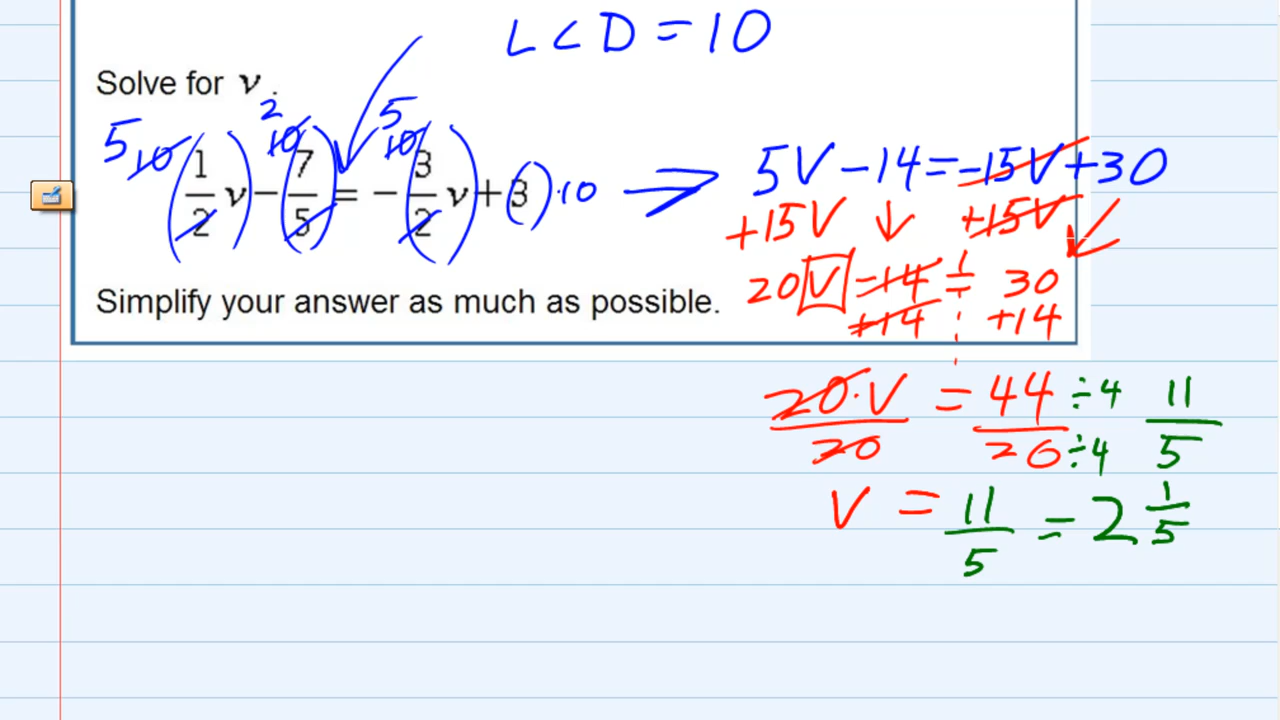 LCD = 10
Solve for v.
5 10(1/2 v) - 2 10(7/5) = - 5 10(3/2 v) + (3)·10 → 5V - 14 = -15V + 30
+15V ↓ +15V
20V = 14 = 30
+14 +14
Simplify your answer as much as possible.
20·V/20 = 44/20 ÷4 ÷4 11/5
V = 11/5 = 2 1/5